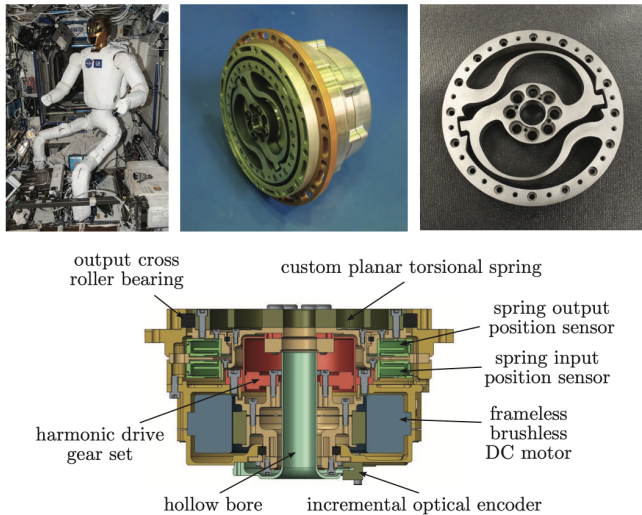 output cross
roller bearing
custom planar torsional spring
spring output
position sensor
spring input
position sensor
harmonic drive
gear set
frameless
brushless
DC motor
hollow bore
incremental optical encoder